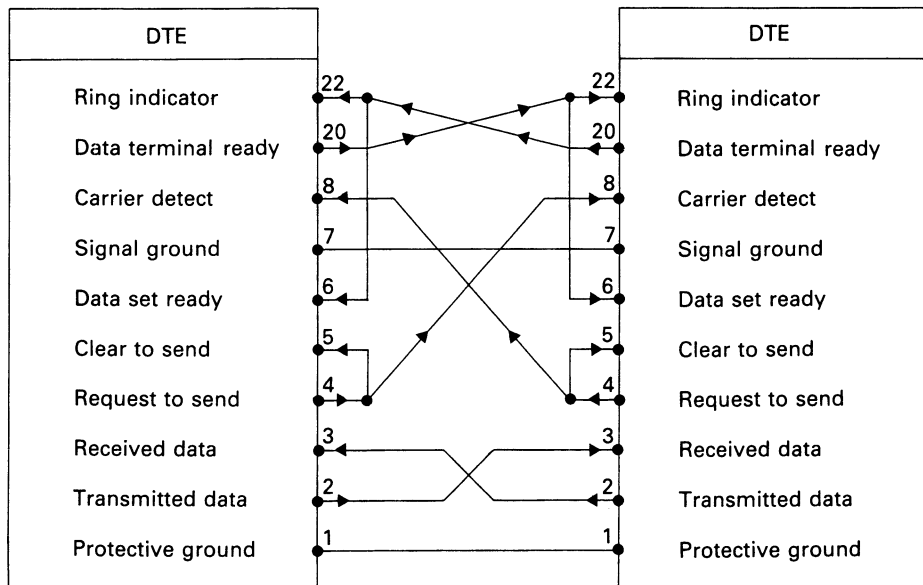 DTE DTE
Ring indicator 22 22 Ring indicator
Data terminal ready 20 20 Data terminal ready
Carrier detect 8 8 Carrier detect
Signal ground 7 7 Signal ground
Data set ready 6 6 Data set ready
Clear to send 5 5 Clear to send
Request to send 4 4 Request to send
Received data 3 3 Received data
Transmitted data 2 2 Transmitted data
Protective ground 1 1 Protective ground